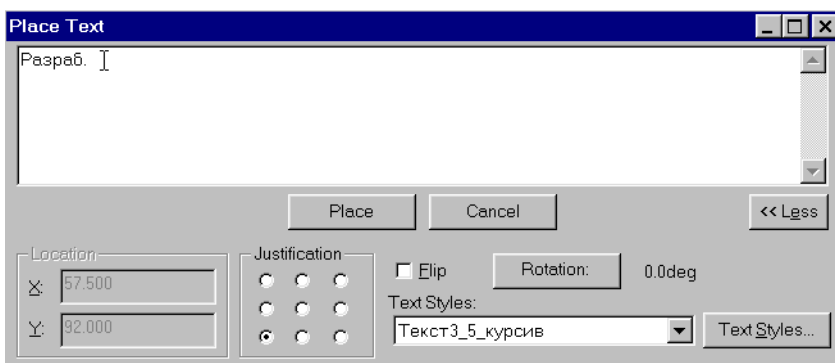 Place Text
Разраб.
Place Cancel << Less
Location Justification
X: 57.500 Flip Rotation: 0.0deg
Text Styles:
Y: 92.000 Текст3_5_курсив Text Styles...